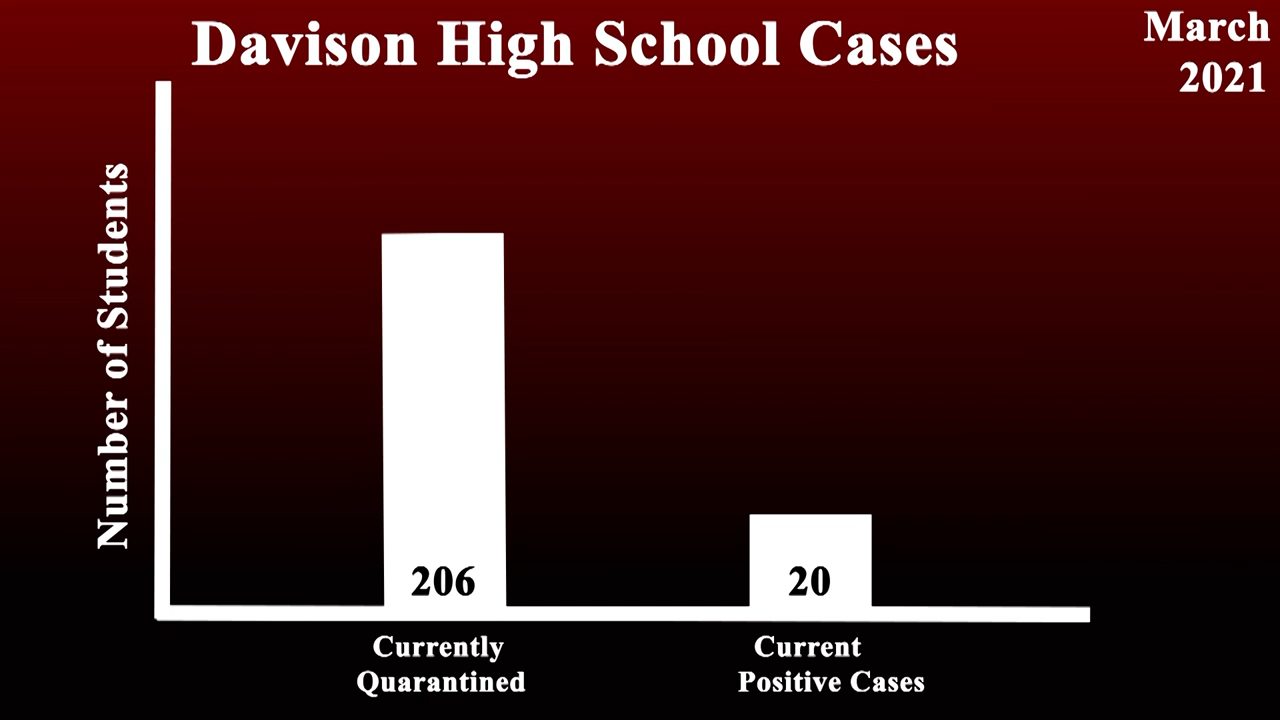 Davison High School Cases
March
2021
Number of Students
206
20
Currently
Quarantined
Current
Positive Cases